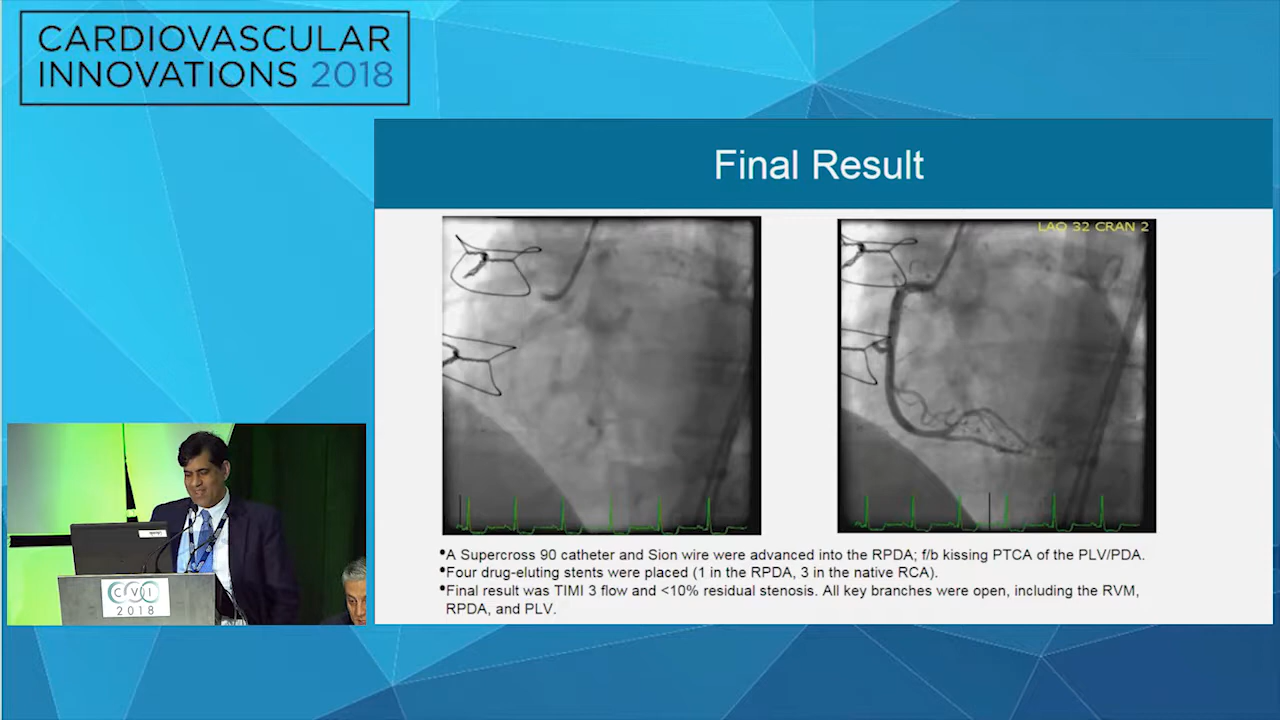 CARDIOVASCULAR
INNOVATIONS 2018
Final Result
LAO 32 CRAN 2
•A Supercross 90 catheter and Sion wire were advanced into the RPDA; f/b kissing PTCA of the PLV/PDA.
•Four drug-eluting stents were placed (1 in the RPDA, 3 in the native RCA).
•Final result was TIMI 3 flow and <10% residual stenosis. All key branches were open, including the RVM,
RPDA, and PLV.
CVI
2018